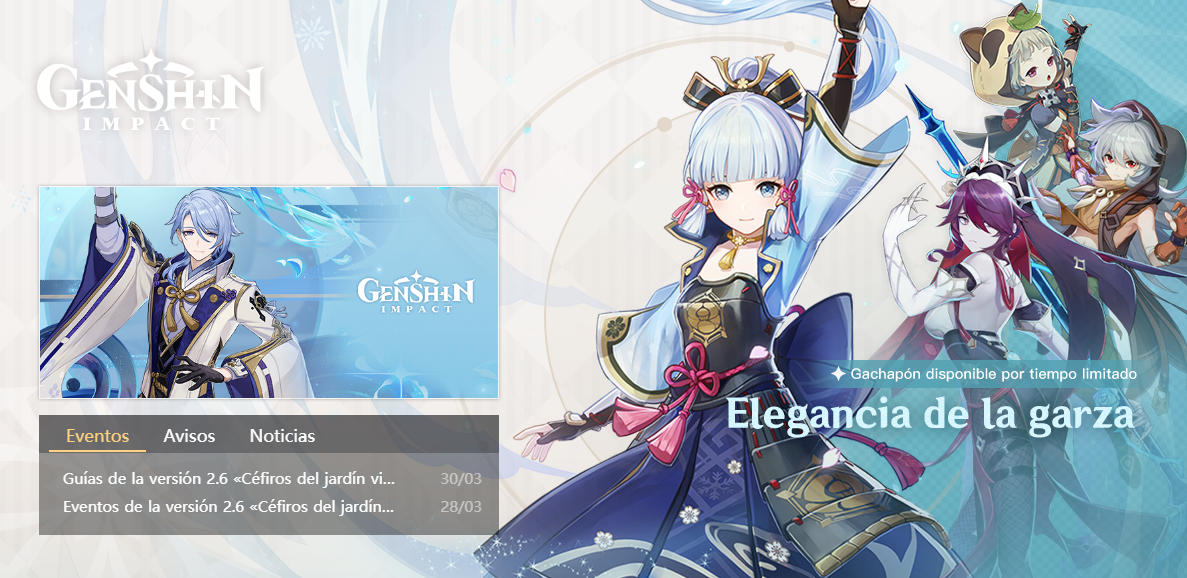 GENSHIN
IMPACT
GENSHIN
IMPACT
Eventos Avisos Noticias
Guías de la versión 2.6 «Céfiros del jardín vi... 30/03
Eventos de la versión 2.6 «Céfiros del jardín... 28/03
Gachapón disponible por tiempo limitado
Elegancia de la garza